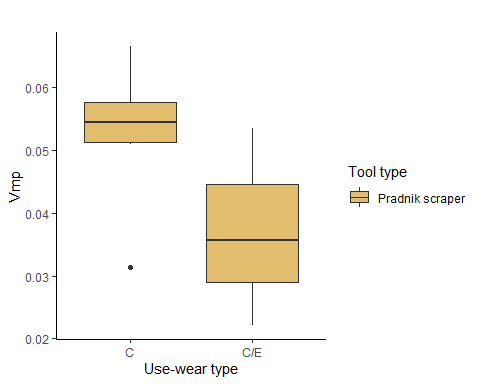 0.06
0.05
0.04
0.03
0.02
Vmp
C
C/E
Use-wear type
Tool type
Pradnik scraper